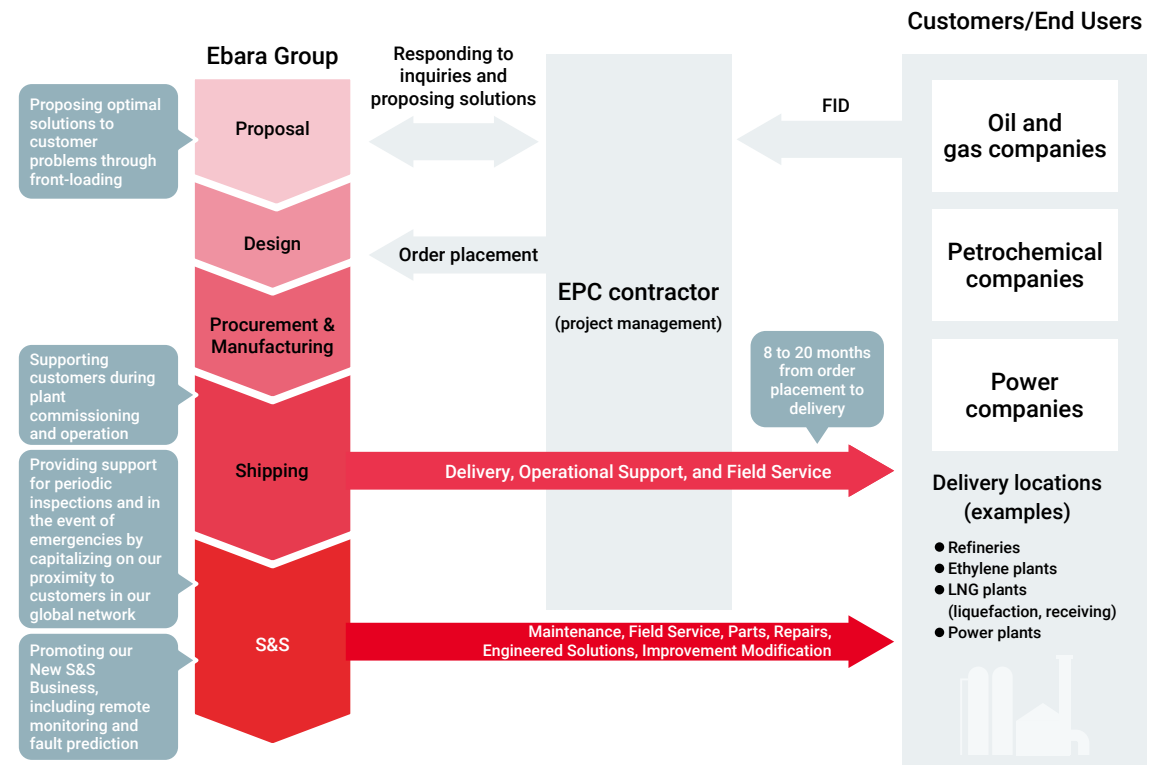 Customers/End Users
Ebara Group
Responding to
inquiries and
proposing solutions
FID
Proposing optimal
solutions to
customer
problems through
front-loading
Proposal
Oil and
gas companies
Design
Order placement
Petrochemical
companies
EPC contractor
(project management)
Procurement &
Manufacturing
8 to 20 months
from order
placement to
delivery
Power
companies
Supporting
customers during
plant
commissioning
and operation
Shipping
Delivery, Operational Support, and Field Service
Delivery locations
(examples)
● Refineries
● Ethylene plants
● LNG plants
(liquefaction, receiving)
● Power plants
Providing support
for periodic
inspections and in
the event of
emergencies by
capitalizing on our
proximity to
customers in our
global network
S&S
Maintenance, Field Service, Parts, Repairs,
Engineered Solutions, Improvement Modification
Promoting our
New S&S
Business,
including remote
monitoring and
fault prediction